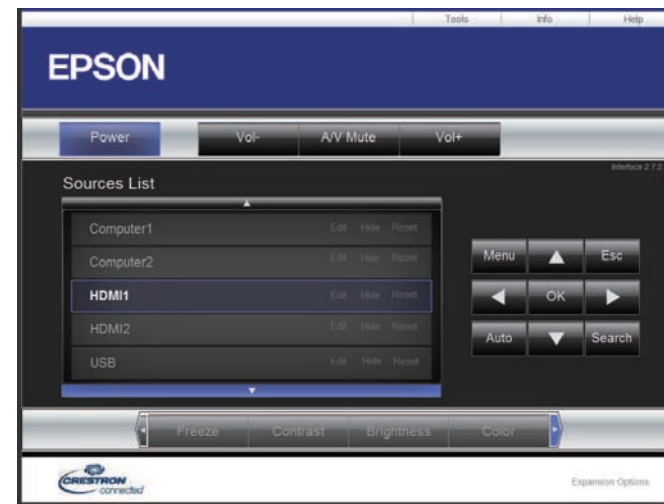 Tools Info Help
EPSON
Power Vol- A/V Mute Vol+
Interface 2.7.2
Sources List
Computer1 Edit Hide Reset
Computer2 Edit Hide Reset
HDMI1 Edit Hide Reset
HDMI2 Edit Hide Reset
USB Edit Hide Reset
Menu Esc
OK
Auto Search
Freeze Contrast Brightness Color
CRESTRON
connected
Expansion Options